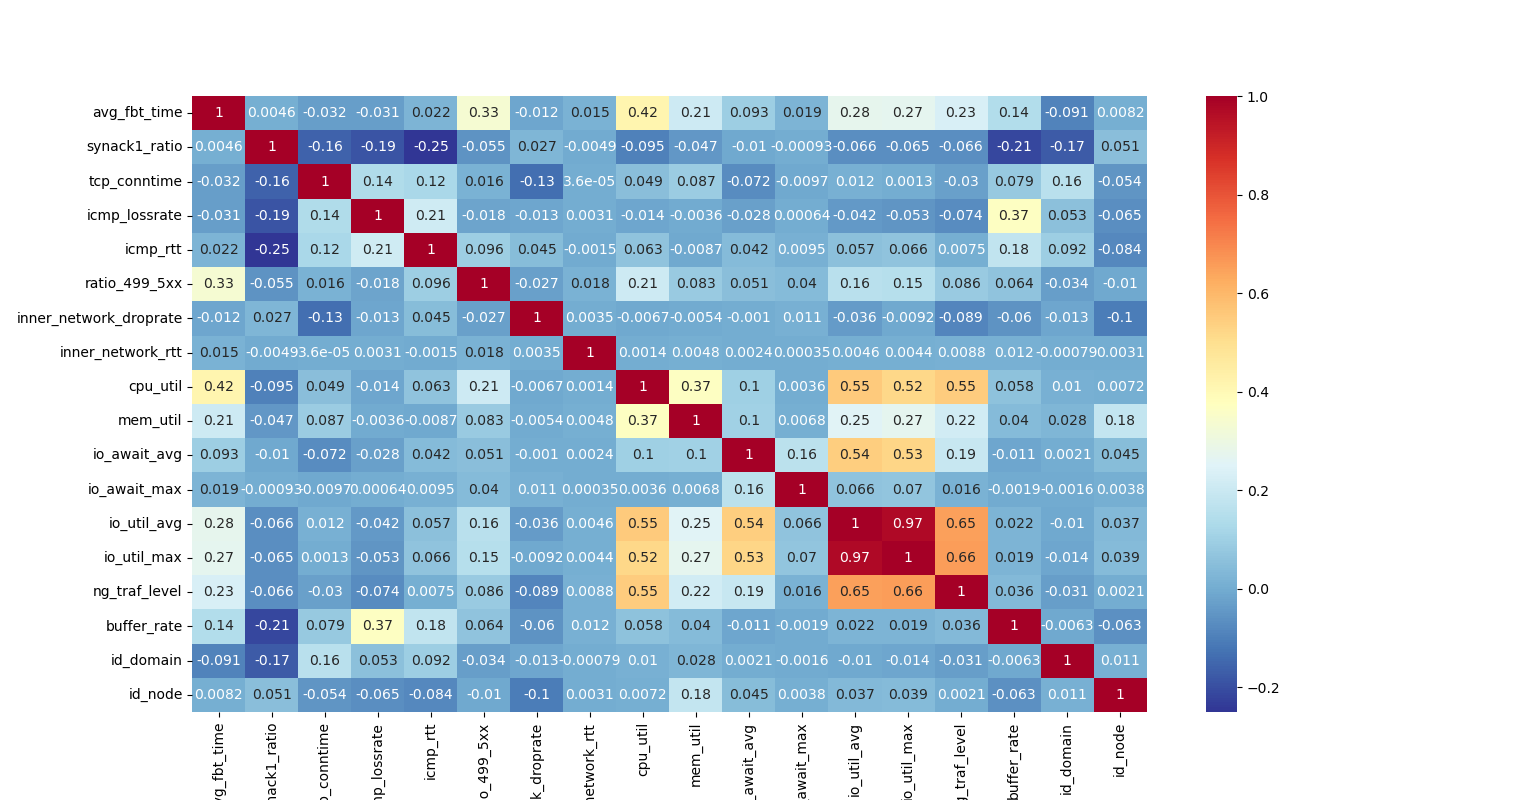 avg_fbt_time 1 0.0046 -0.032 -0.031 0.022 0.33 -0.012 0.015 0.42 0.21 0.093 0.019 0.28 0.27 0.23 0.14 -0.091 0.0082
synack1_ratio 0.0046 1 -0.16 -0.19 -0.25 -0.055 0.027 -0.0049 -0.095 -0.047 -0.01 -0.00093 -0.066 -0.065 -0.066 -0.21 -0.17 0.051
tcp_conntime -0.032 -0.16 1 0.14 0.12 0.016 -0.13 3.6e-05 0.049 0.087 -0.072 -0.0097 0.012 0.0013 -0.03 0.079 0.16 -0.054
icmp_lossrate -0.031 -0.19 0.14 1 0.21 -0.018 -0.013 0.0031 -0.014 -0.0036 -0.028 0.00064 -0.042 -0.053 -0.074 0.37 0.053 -0.065
icmp_rtt 0.022 -0.25 0.12 0.21 1 0.096 0.045 -0.0015 0.063 -0.0087 0.042 0.0095 0.057 0.066 0.0075 0.18 0.092 -0.084
ratio_499_5xx 0.33 -0.055 0.016 -0.018 0.096 1 -0.027 0.018 0.21 0.083 0.051 0.04 0.16 0.15 0.086 0.064 -0.034 -0.01
inner_network_droprate -0.012 0.027 -0.13 -0.013 0.045 -0.027 1 0.0035 -0.0067 -0.0054 -0.001 0.011 -0.036 -0.0092 -0.089 -0.06 -0.013 -0.1
inner_network_rtt 0.015 -0.0049 3.6e-05 0.0031 -0.0015 0.018 0.0035 1 0.0014 0.0048 0.0024 0.00035 0.0046 0.0044 0.0088 0.012 -0.00079 0.0031
cpu_util 0.42 -0.095 0.049 -0.014 0.063 0.21 -0.0067 0.0014 1 0.37 0.1 0.0036 0.55 0.52 0.55 0.058 0.01 0.0072
mem_util 0.21 -0.047 0.087 -0.0036 -0.0087 0.083 -0.0054 0.0048 0.37 1 0.1 0.0068 0.25 0.27 0.22 0.04 0.028 0.18
io_await_avg 0.093 -0.01 -0.072 -0.028 0.042 0.051 -0.001 0.0024 0.1 0.1 1 0.16 0.54 0.53 0.19 -0.011 0.0021 0.045
io_await_max 0.019 -0.00093 -0.0097 0.00064 0.0095 0.04 0.011 0.00035 0.0036 0.0068 0.16 1 0.066 0.07 0.016 -0.0019 -0.0016 0.0038
io_util_avg 0.28 -0.066 0.012 -0.042 0.057 0.16 -0.036 0.0046 0.55 0.25 0.54 0.066 1 0.97 0.65 0.022 -0.01 0.037
io_util_max 0.27 -0.065 0.0013 -0.053 0.066 0.15 -0.0092 0.0044 0.52 0.27 0.53 0.07 0.97 1 0.66 0.019 -0.014 0.039
ng_traf_level 0.23 -0.066 -0.03 -0.074 0.0075 0.086 -0.089 0.0088 0.55 0.22 0.19 0.016 0.65 0.66 1 0.036 -0.031 0.0021
buffer_rate 0.14 -0.21 0.079 0.37 0.18 0.064 -0.06 0.012 0.058 0.04 -0.011 -0.0019 0.022 0.019 0.036 1 -0.0063 -0.063
id_domain -0.091 -0.17 0.16 0.053 0.092 -0.034 -0.013 -0.00079 0.01 0.028 0.0021 -0.0016 -0.01 -0.014 -0.031 -0.0063 1 0.011
id_node 0.0082 0.051 -0.054 -0.065 -0.084 -0.01 -0.1 0.0031 0.0072 0.18 0.045 0.0038 0.037 0.039 0.0021 -0.063 0.011 1
vg_fbt_time
nack1_ratio
p_conntime
mp_lossrate
icmp_rtt
o_499_5xx
k_droprate
network_rtt
cpu_util
mem_util
_await_avg
_await_max
io_util_avg
io_util_max
g_traf_level
buffer_rate
id_domain
id_node
1.0
0.8
0.6
0.4
0.2
0.0
−0.2